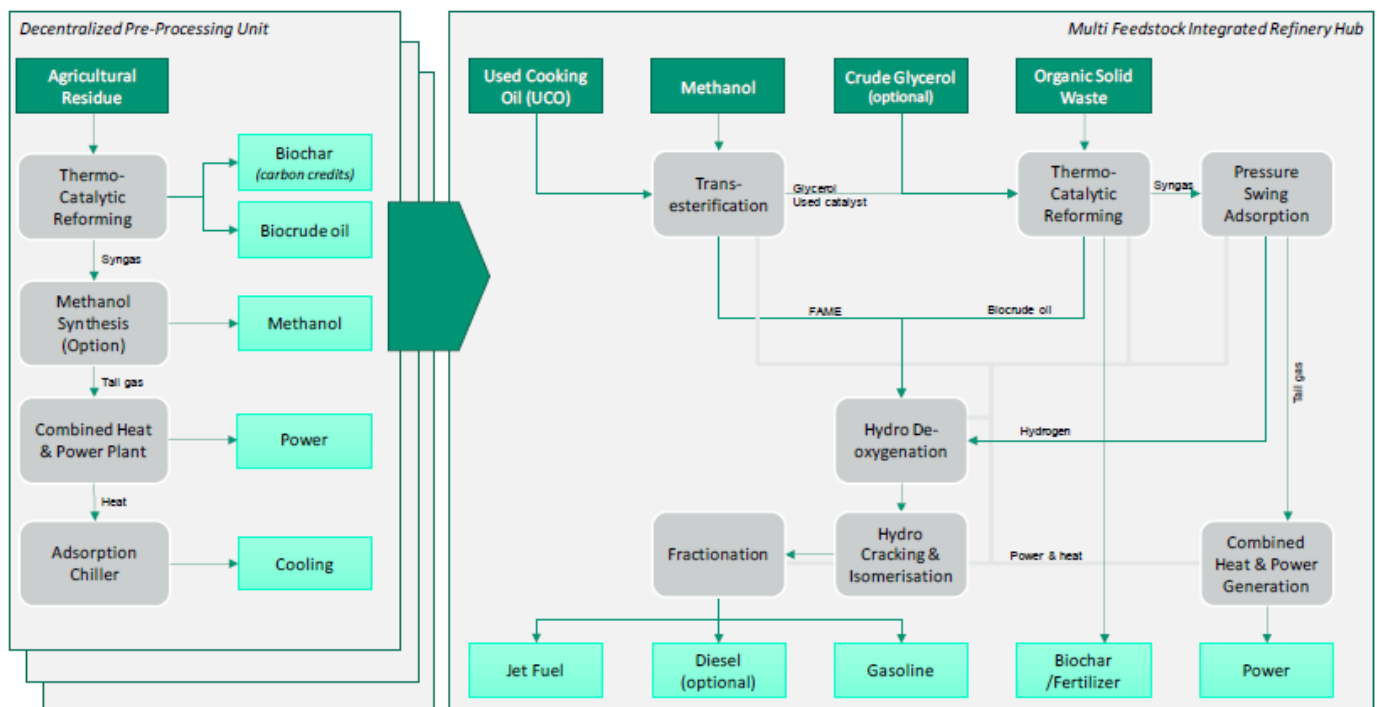 Decentralized Pre-Processing Unit
Agricultural
Residue
Thermo-
Catalytic
Reforming
Biochar
(carbon credits)
Biocrude oil
Syngas
Methanol
Synthesis
(Option)
Methanol
Tail gas
Combined Heat
& Power Plant
Power
Heat
Adsorption
Chiller
Cooling
Multi Feedstock Integrated Refinery Hub
Used Cooking
Oil (UCO)
Methanol
Crude Glycerol
(optional)
Organic Solid
Waste
Trans-
esterification
Glycerol
Used catalyst
Thermo-
Catalytic
Reforming
Syngas
Pressure
Swing
Adsorption
FAME
Biocrude oil
Tail gas
Hydro De-
oxygenation
Hydrogen
Fractionation
Hydro
Cracking &
Isomerisation
Power & heat
Combined
Heat & Power
Generation
Jet Fuel
Diesel
(optional)
Gasoline
Biochar
/Fertilizer
Power